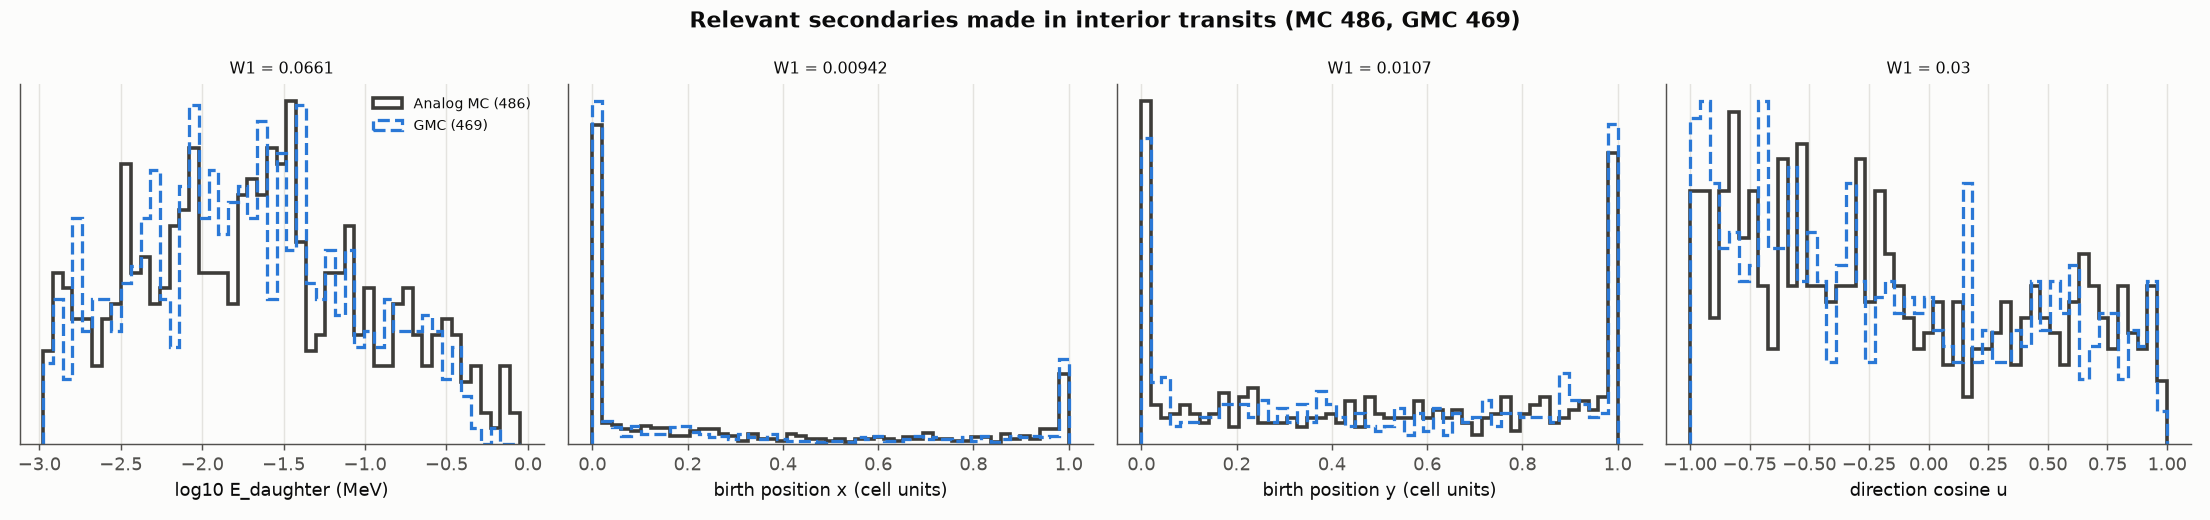 Relevant secondaries made in interior transits (MC 486, GMC 469)
W1 = 0.0661
Analog MC (486)
GMC (469)
−3.0 −2.5 −2.0 −1.5 −1.0 −0.5 0.0
log10 E_daughter (MeV)
W1 = 0.00942
0.0 0.2 0.4 0.6 0.8 1.0
birth position x (cell units)
W1 = 0.0107
0.0 0.2 0.4 0.6 0.8 1.0
birth position y (cell units)
W1 = 0.03
−1.00 −0.75 −0.50 −0.25 0.00 0.25 0.50 0.75 1.00
direction cosine u